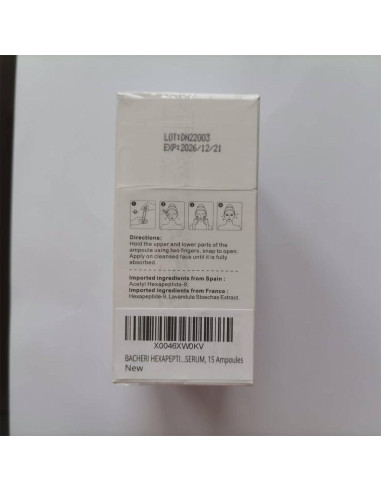 LOT:DN22003
EXP:2026/12/21
Directions:
Hold the upper and lower parts of the
ampoule using two fingers, snap to open.
Apply on cleansed face until it is fully
absorbed.
Imported ingredients from Spain :
Acetyl Hexapeptide-8.
Imported ingredients from France :
Hexapeptide-9, Lavandula Stoechas Extract.
X0046XW0KV
BACHERI HEXAPEPTI...SERUM, 15 Ampoules
New